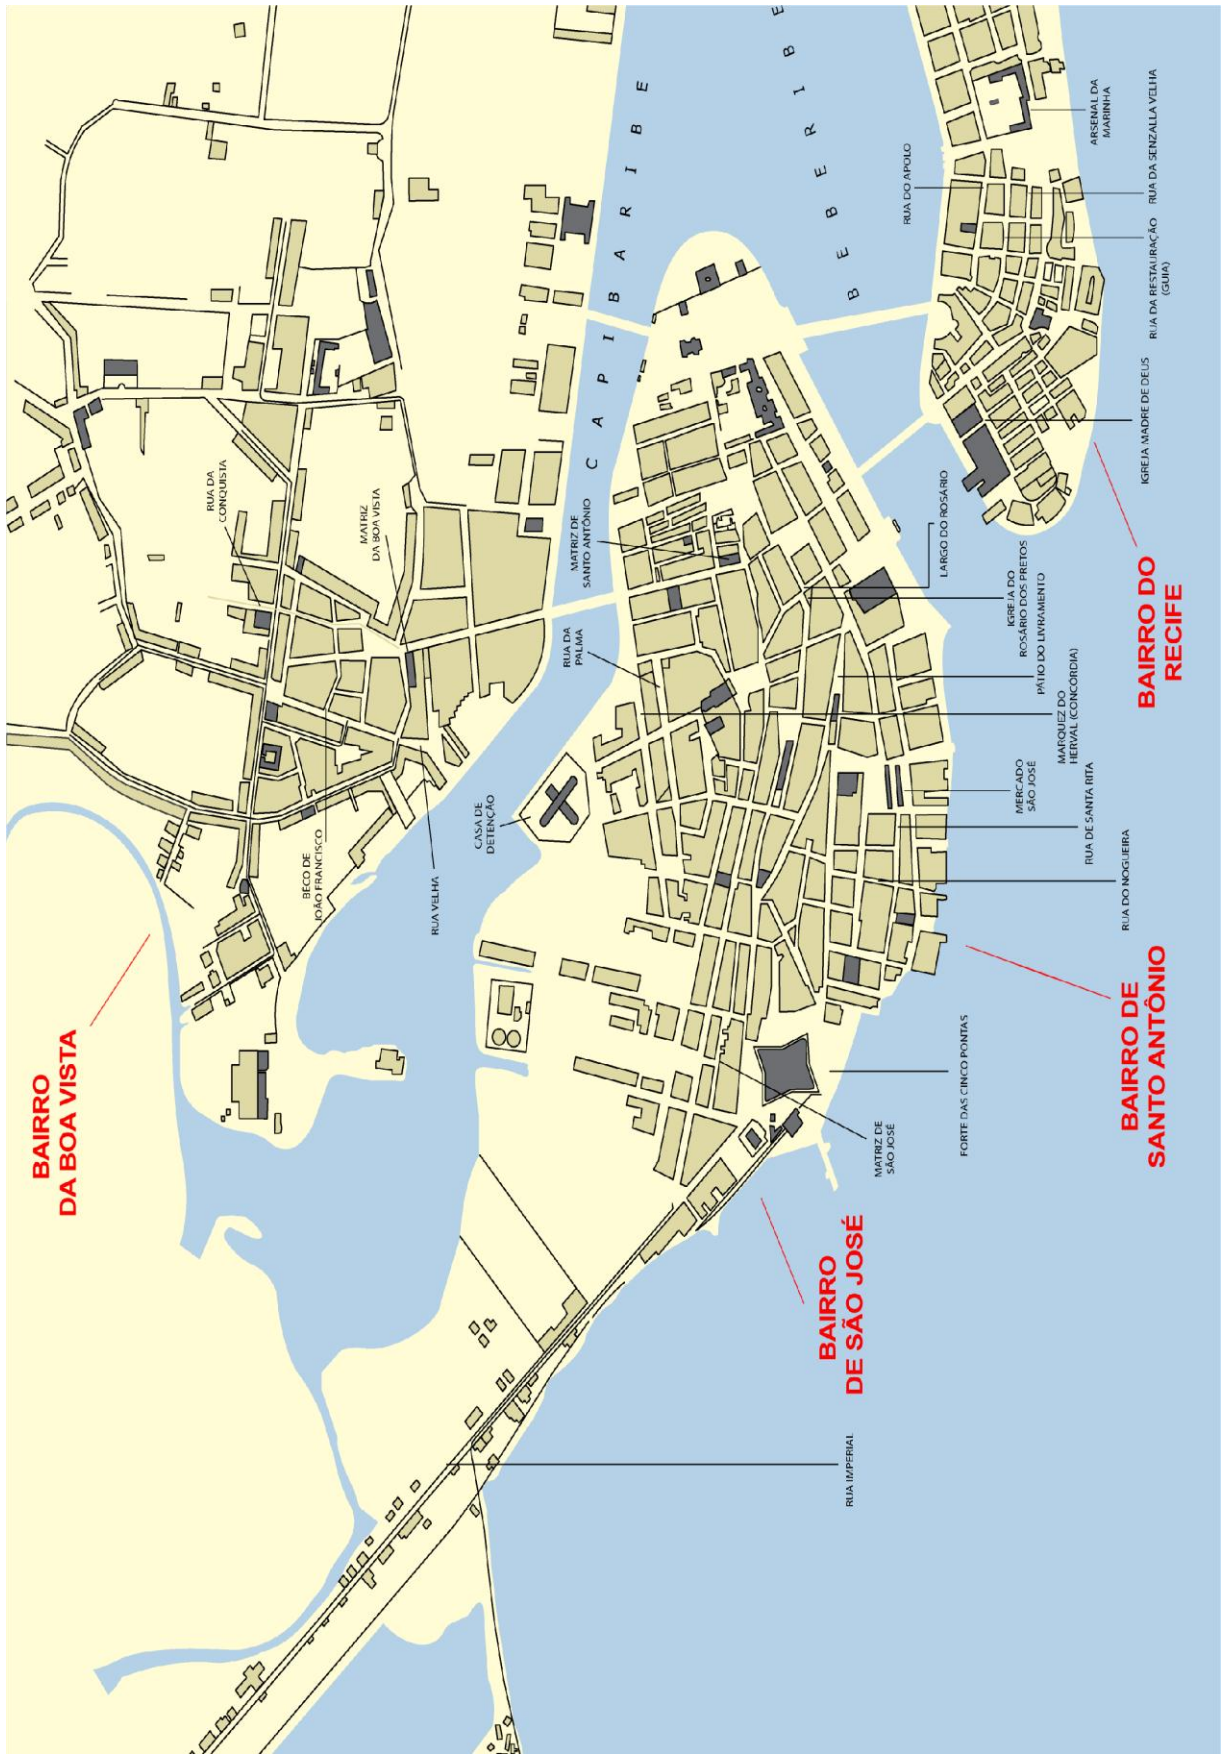 BAIRRO
DA BOA VISTA
RUA DA
CONQUISTA
MATRIZ
DA BOA VISTA
BECO DE
JOÃO FRANCISCO
RUA VELHA
CASA DE
DETENÇÃO
MATRIZ DE
SANTO ANTÔNIO
RUA DA
PALMA
CAPIBARIBE
BEBERIBE
RUA DO APOLO
ARSENAL DA
MARINHA
RUA DA SENZALLA VELHA
RUA DA RESTAURAÇÃO
(GUIA)
IGREJA MADRE DE DEUS
BAIRRO DO
RECIFE
LARGO DO ROSÁRIO
IGREJA DO
ROSÁRIO DOS PRETOS
PÁTIO DO LIVRAMENTO
MARQUEZ DO
HERVAL (CONCÓRDIA)
MERCADO
SÃO JOSÉ
RUA DE SANTA RITA
RUA DO NOGUEIRA
BAIRRO DE
SANTO ANTÔNIO
FORTE DAS CINCO PONTAS
MATRIZ DE
SÃO JOSÉ
BAIRRO
DE SÃO JOSÉ
RUA IMPERIAL